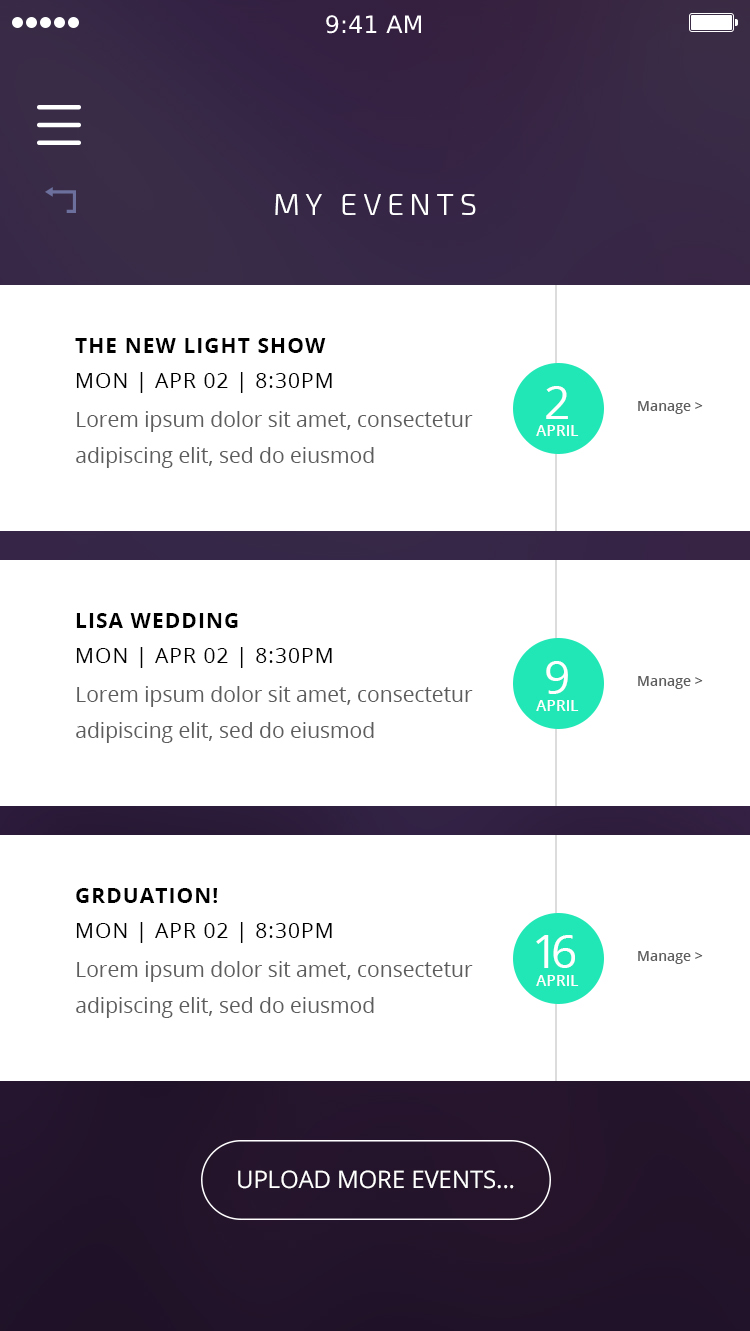 9:41 AM
MY EVENTS
THE NEW LIGHT SHOW
MON | APR 02 | 8:30PM
Lorem ipsum dolor sit amet, consectetur
adipiscing elit, sed do eiusmod
2
APRIL
Manage >
LISA WEDDING
MON | APR 02 | 8:30PM
Lorem ipsum dolor sit amet, consectetur
adipiscing elit, sed do eiusmod
9
APRIL
Manage >
GRDUATION!
MON | APR 02 | 8:30PM
Lorem ipsum dolor sit amet, consectetur
adipiscing elit, sed do eiusmod
16
APRIL
Manage >
UPLOAD MORE EVENTS...